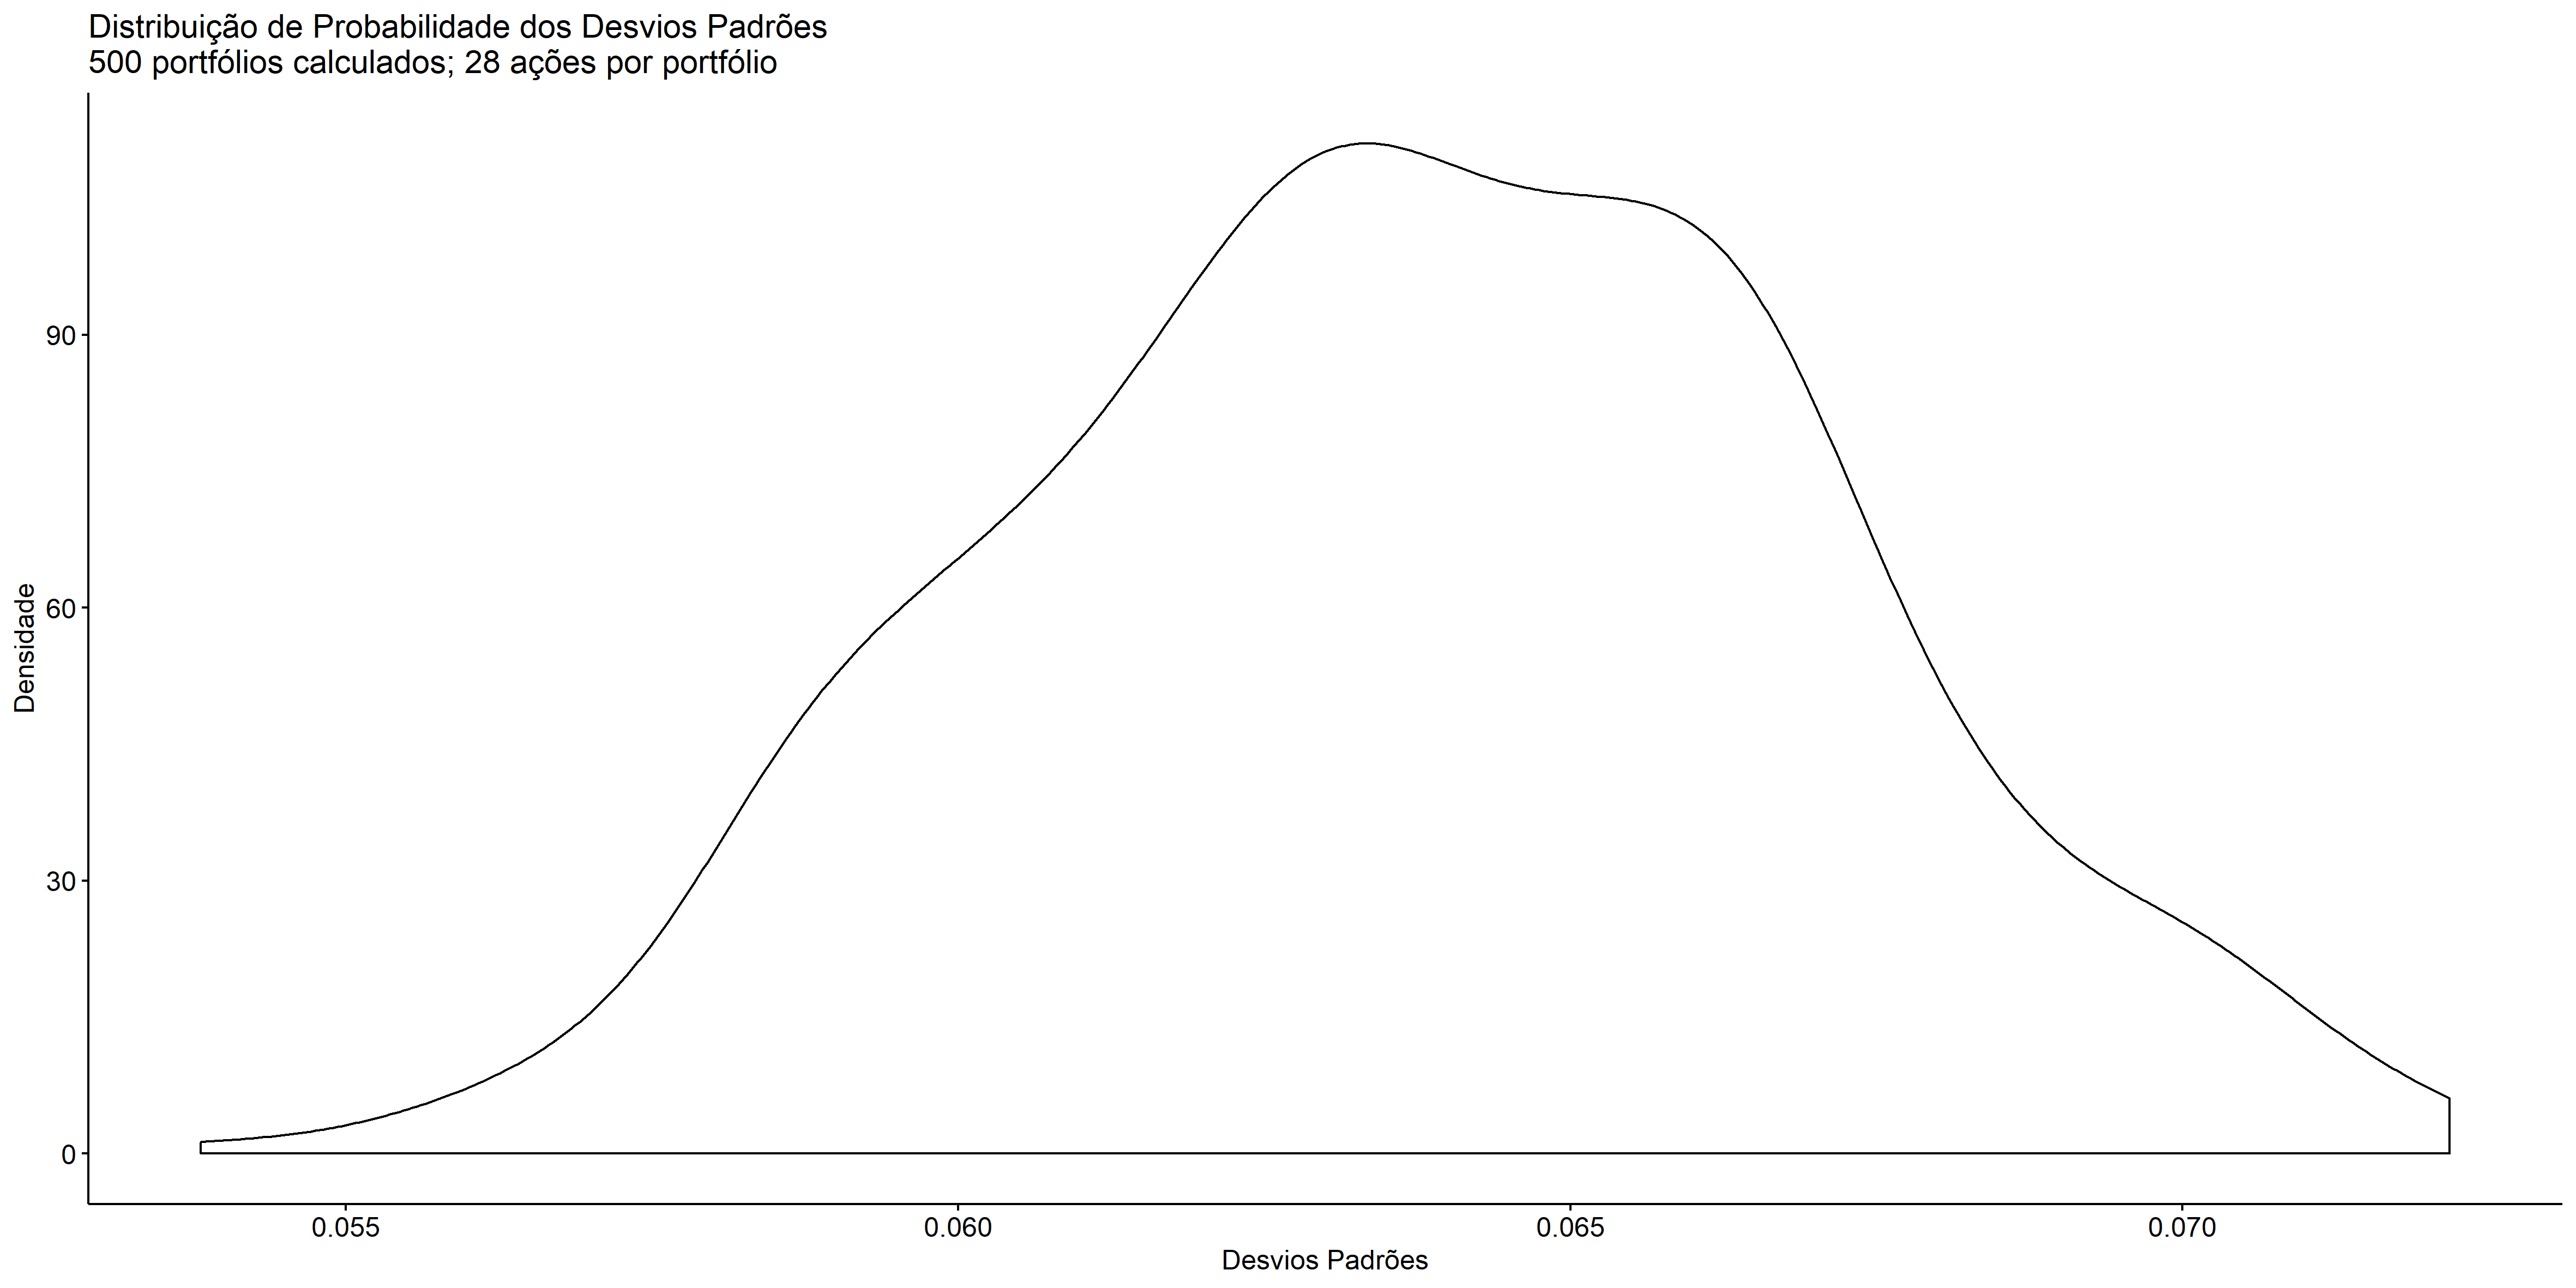 Distribuição de Probabilidade dos Desvios Padrões
500 portfólios calculados; 28 ações por portfólio
Densidade
90
60
30
0
0.055
0.060
0.065
0.070
Desvios Padrões